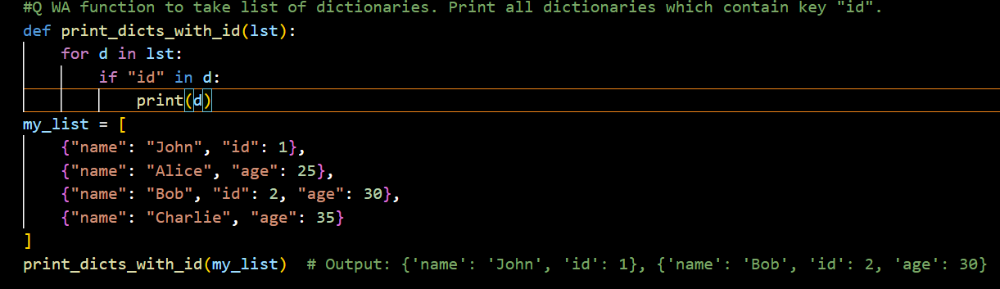 #Q WA function to take list of dictionaries. Print all dictionaries which contain key "id".
def print_dicts_with_id(lst):
    for d in lst:
        if "id" in d:
            print(d)
my_list = [
    {"name": "John", "id": 1},
    {"name": "Alice", "age": 25},
    {"name": "Bob", "id": 2, "age": 30},
    {"name": "Charlie", "age": 35}
]
print_dicts_with_id(my_list)  # Output: {'name': 'John', 'id': 1}, {'name': 'Bob', 'id': 2, 'age': 30}